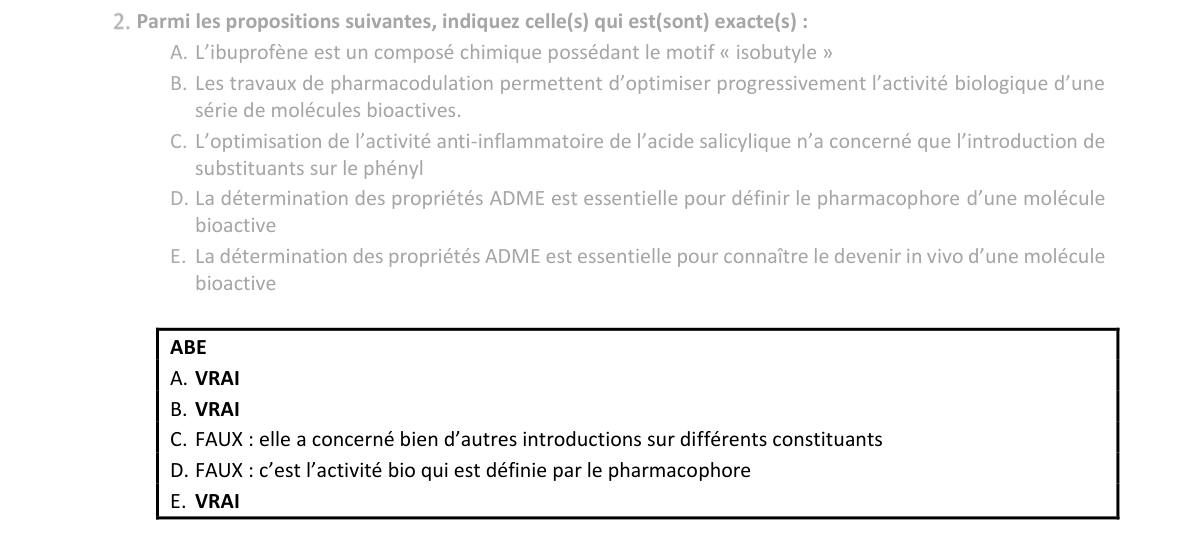 2. Parmi les propositions suivantes, indiquez celle(s) qui est(sont) exacte(s) :
A. L’ibuprofène est un composé chimique possédant le motif « isobutyle »
B. Les travaux de pharmacodulation permettent d’optimiser progressivement l’activité biologique d’une
série de molécules bioactives.
C. L’optimisation de l’activité anti-inflammatoire de l’acide salicylique n’a concerné que l’introduction de
substituants sur le phényl
D. La détermination des propriétés ADME est essentielle pour définir le pharmacophore d’une molécule
bioactive
E. La détermination des propriétés ADME est essentielle pour connaître le devenir in vivo d’une molécule
bioactive
ABE
A. VRAI
B. VRAI
C. FAUX : elle a concerné bien d’autres introductions sur différents constituants
D. FAUX : c’est l’activité bio qui est définie par le pharmacophore
E. VRAI